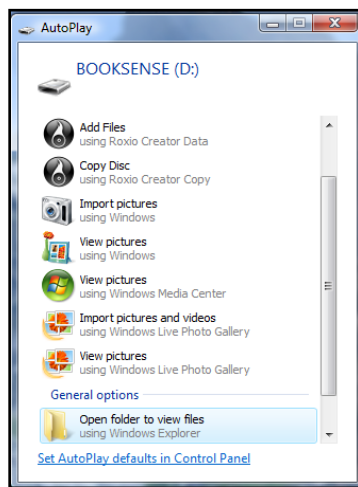 AutoPlay
BOOKSENSE (D:)
Add Files
using Roxio Creator Data
Copy Disc
using Roxio Creator Copy
Import pictures
using Windows
View pictures
using Windows
View pictures
using Windows Media Center
Import pictures and videos
using Windows Live Photo Gallery
View pictures
using Windows Live Photo Gallery
General options
Open folder to view files
using Windows Explorer
Set AutoPlay defaults in Control Panel